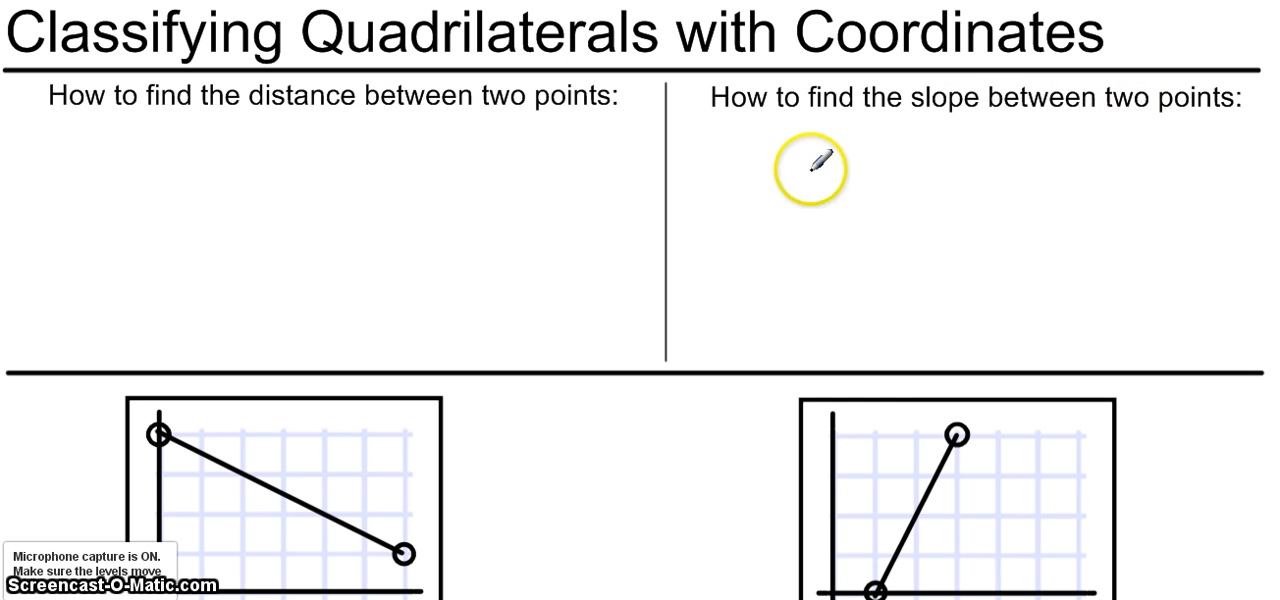 Classifying Quadrilaterals with Coordinates
How to find the distance between two points:
How to find the slope between two points:
Microphone capture is ON.
Make sure the levels move
Screencast-O-Matic.com